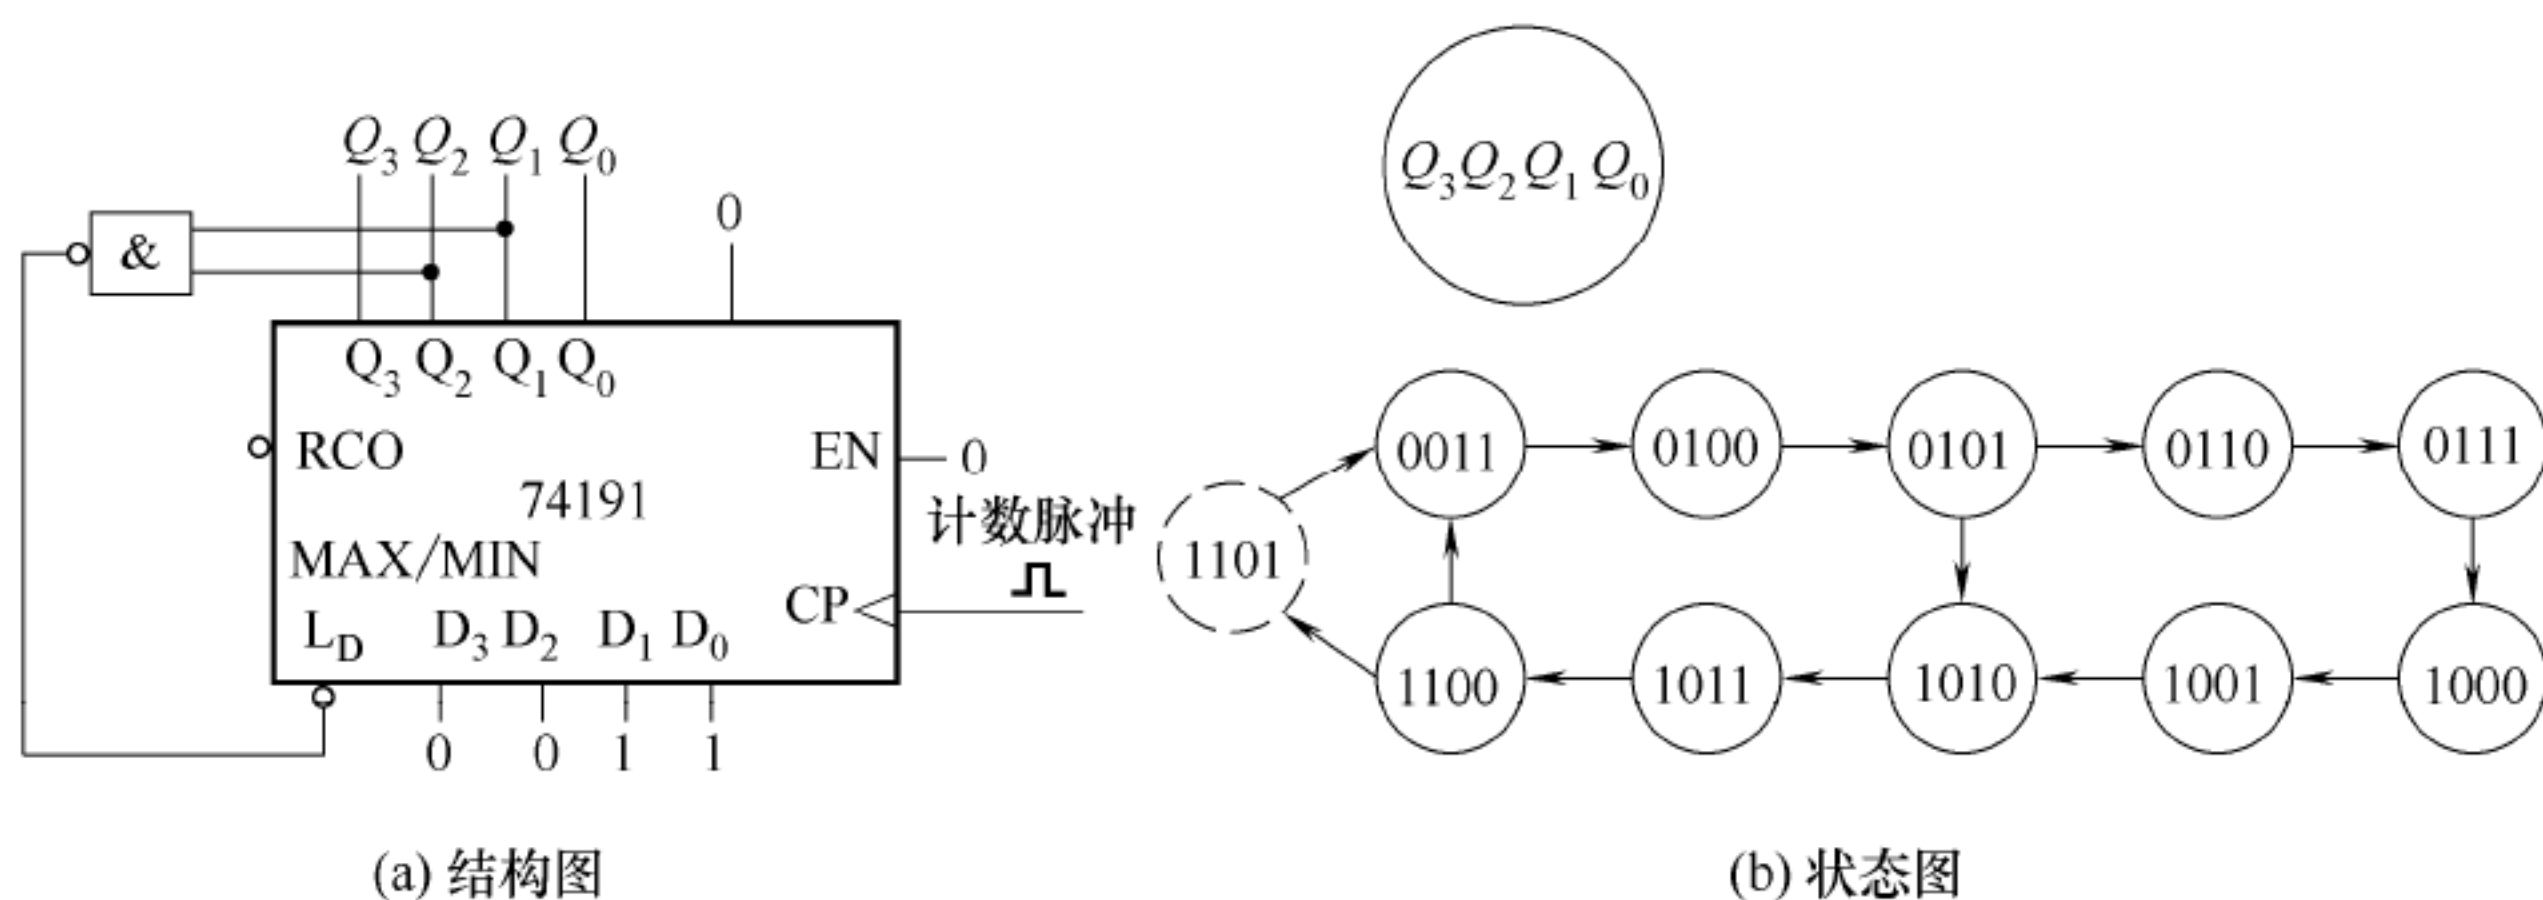 Q₃ Q₂ Q₁ Q₀
0
&
Q₃ Q₂ Q₁ Q₀
RCO
EN
0
74191
计数脉冲
MAX/MIN
CP
L_D D₃ D₂ D₁ D₀
0 0 1 1
(a) 结构图
Q₃Q₂Q₁Q₀
0011 0100 0101 0110 0111
1101
1100 1011 1010 1001 1000
(b) 状态图